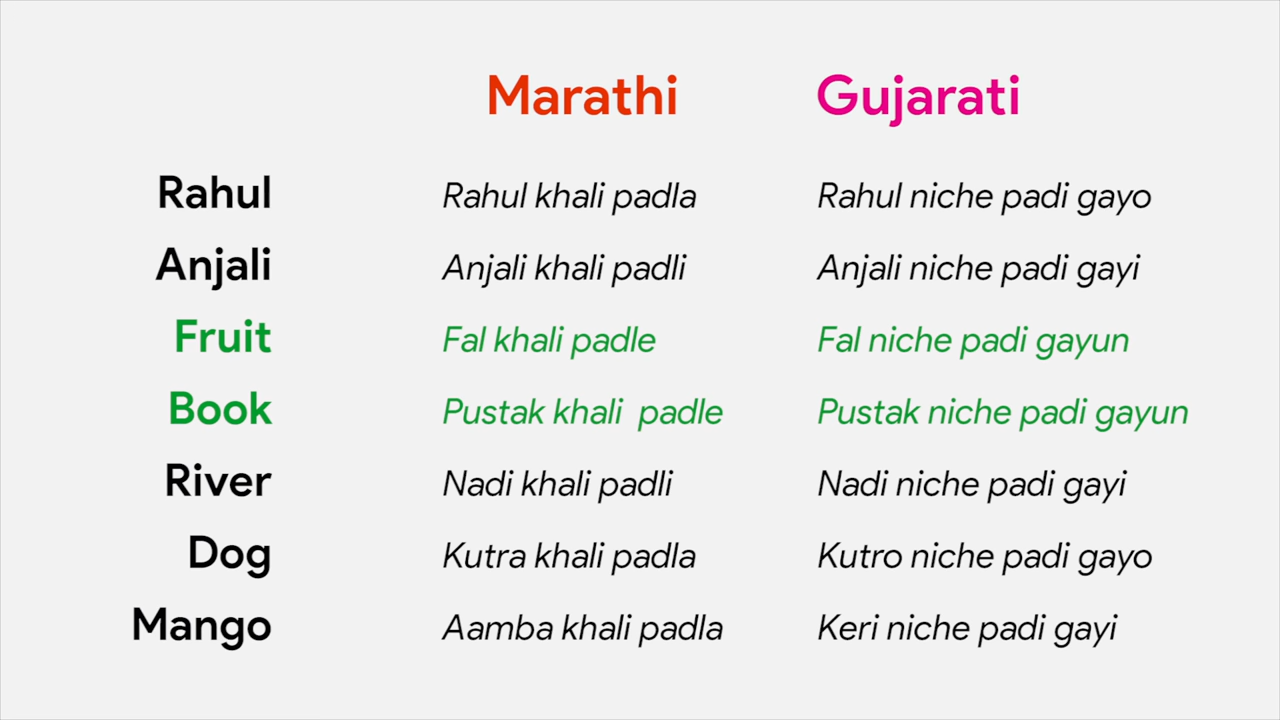 Marathi Gujarati
Rahul Rahul khali padla Rahul niche padi gayo
Anjali Anjali khali padli Anjali niche padi gayi
Fruit Fal khali padle Fal niche padi gayun
Book Pustak khali padle Pustak niche padi gayun
River Nadi khali padli Nadi niche padi gayi
Dog Kutra khali padla Kutro niche padi gayo
Mango Aamba khali padla Keri niche padi gayi